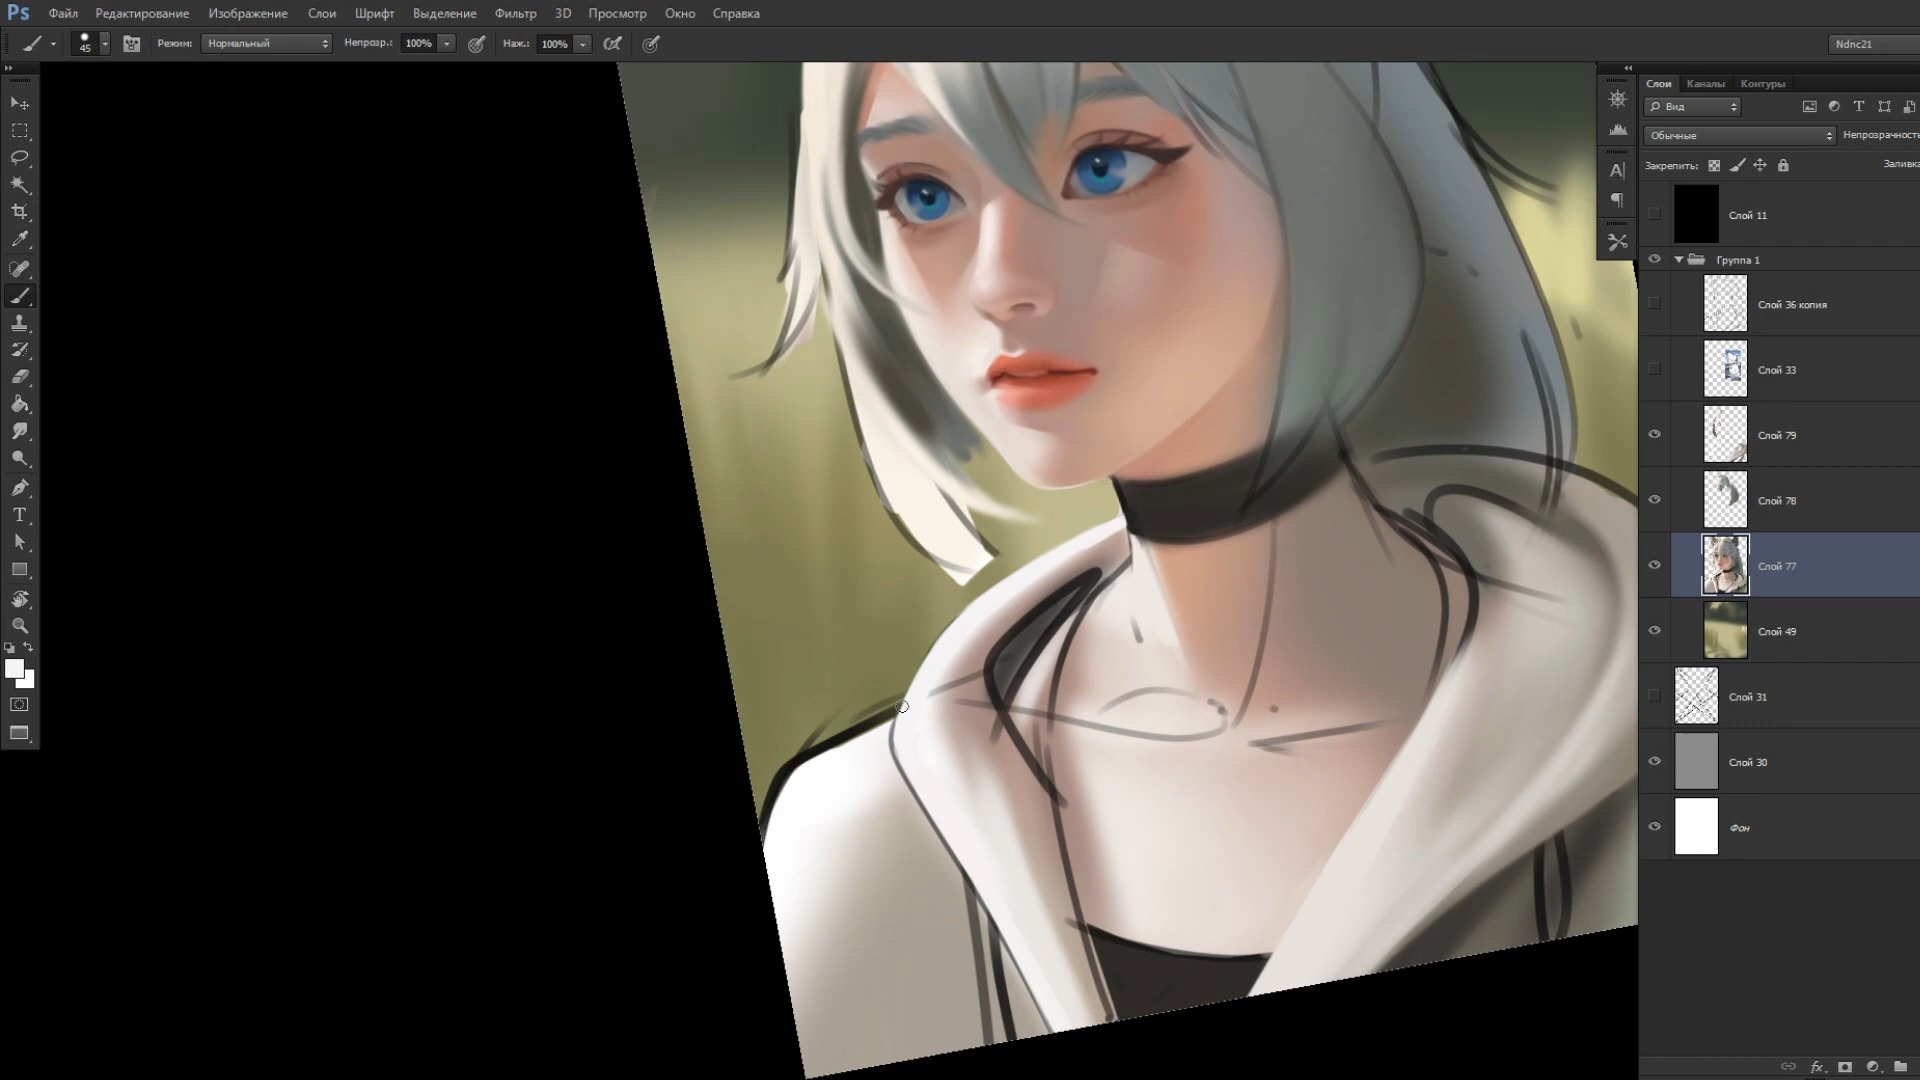 Ps Файл Редактирование Изображение Слои Шрифт Выделение Фильтр 3D Просмотр Окно Справка
45 Режим: Нормальный Непрозр.: 100% Наж.: 100% Ndnc21
Слои Каналы Контуры
Вид
Обычные Непрозрачность
Закрепить: Заливка
Слой 11
Группа 1
Слой 36 копия
Слой 33
Слой 79
Слой 78
Слой 77
Слой 49
Слой 31
Слой 30
Фон